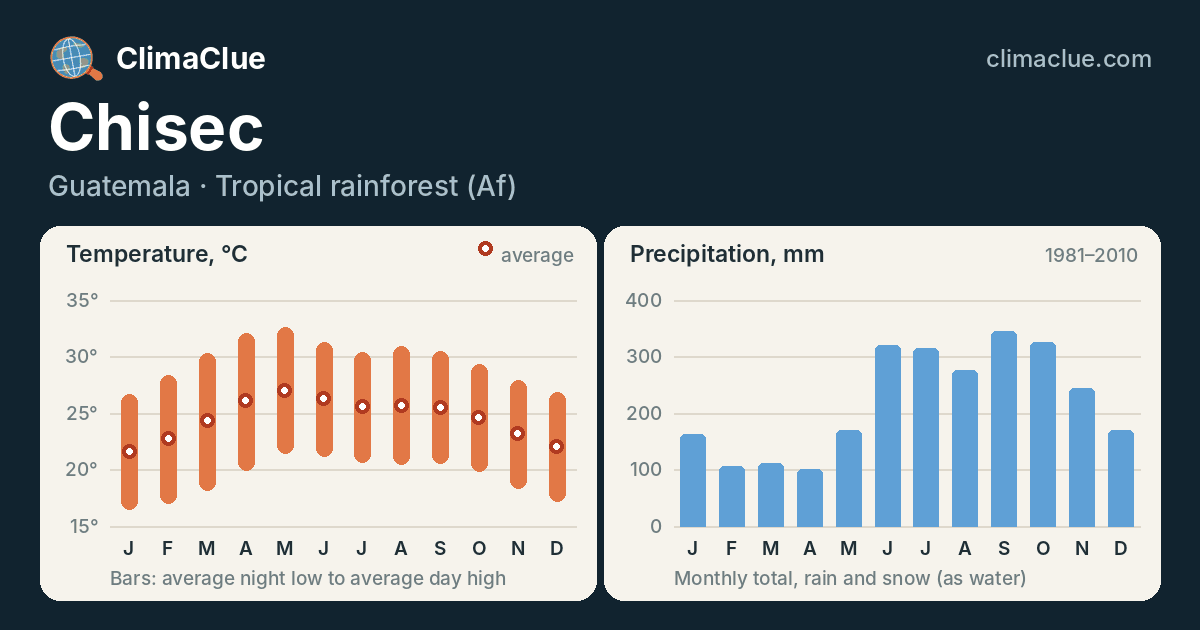 ClimaClue
climaclue.com
Chisec
Guatemala · Tropical rainforest (Af)
Temperature, °C
average
35°
30°
25°
20°
15°
J F M A M J J A S O N D
Bars: average night low to average day high
Precipitation, mm
1981–2010
400
300
200
100
0
J F M A M J J A S O N D
Monthly total, rain and snow (as water)